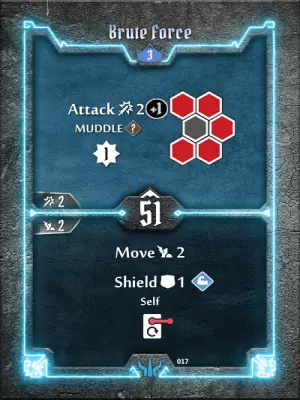 Brute Force
3
Attack 2 +1
MUDDLE ?
1
2
51
2
Move 2
Shield 1
Self
017